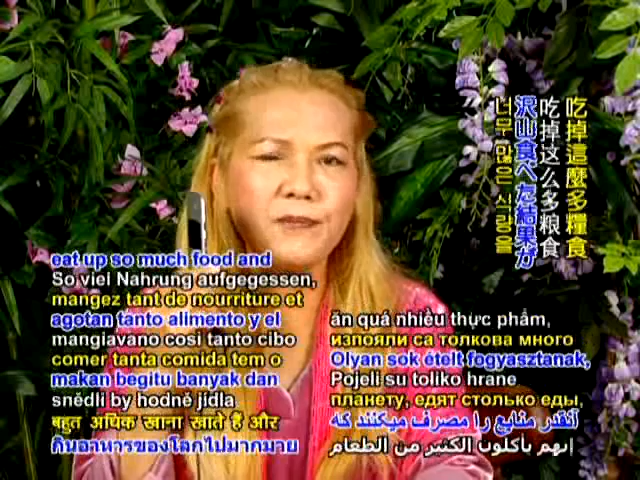 吃掉這麼多糧食
吃掉这么多粮食
沢山食べた結果が
너무 많은 식량을
eat up so much food and
So viel Nahrung aufgegessen,
mangez tant de nourriture et
agotan tanto alimento y el
mangiavano cosi tanto cibo
comer tanta comida tem o
makan begitu banyak dan
snědli by hodně jídla
बहुत अधिक खाना खाते हैं और
กินอาหารของโลกไปมากมาย
ăn quá nhiều thực phẩm,
изпояли са толкова много
Olyan sok ételt fogyasztanak,
Pojeli su toliko hrane
планету, едят столько еды,
آنقدر منابع را مصرف میکنند که
إنهم يأكلون الكثير من الطعام